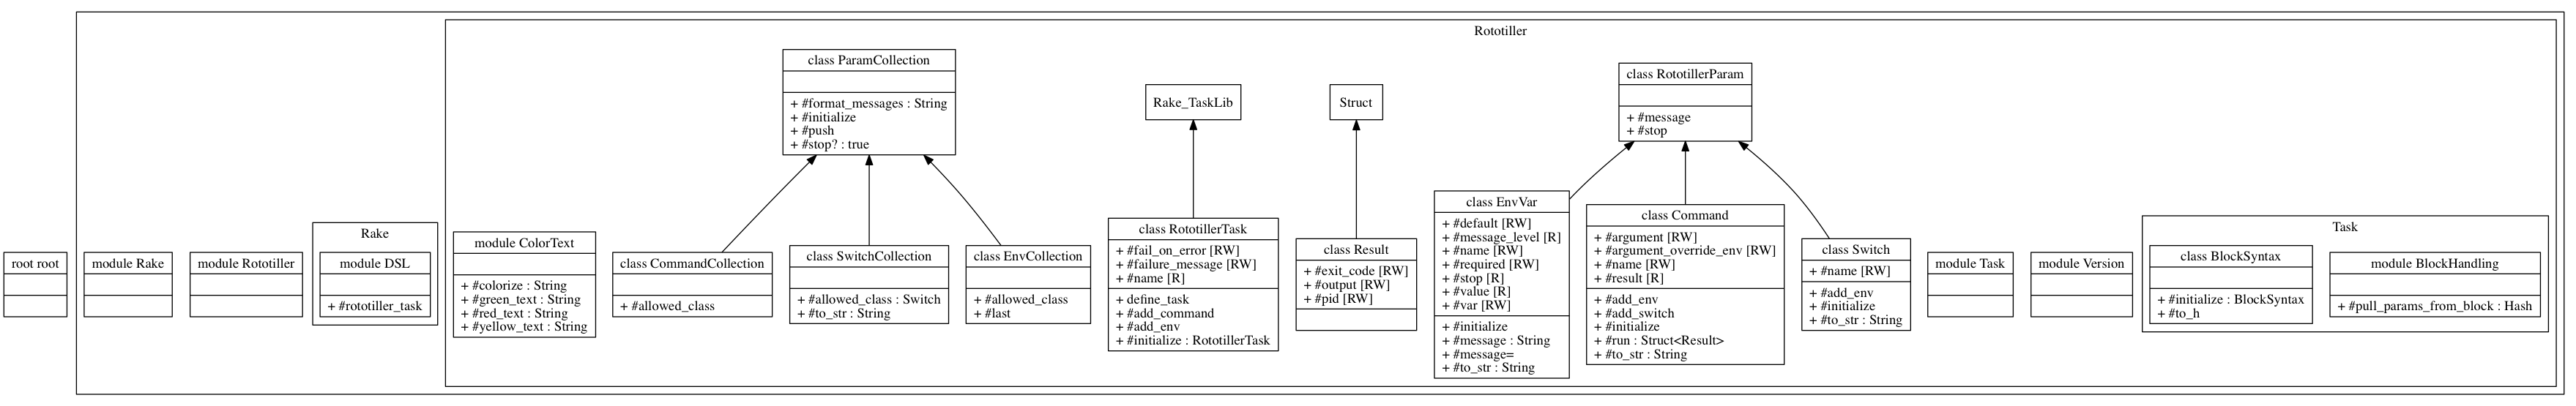 Rototiller
class ParamCollection
+ #format_messages : String
+ #initialize
+ #push
+ #stop? : true
Rake_TaskLib
Struct
class RototillerParam
+ #message
+ #stop
root root
module Rake
module Rototiller
Rake
module DSL
+ #rototiller_task
module ColorText
+ #colorize : String
+ #green_text : String
+ #red_text : String
+ #yellow_text : String
class CommandCollection
+ #allowed_class
class SwitchCollection
+ #allowed_class : Switch
+ #to_str : String
class EnvCollection
+ #allowed_class
+ #last
class RototillerTask
+ #fail_on_error [RW]
+ #failure_message [RW]
+ #name [R]
+ define_task
+ #add_command
+ #add_env
+ #initialize : RototillerTask
class Result
+ #exit_code [RW]
+ #output [RW]
+ #pid [RW]
class EnvVar
+ #default [RW]
+ #message_level [R]
+ #name [RW]
+ #required [RW]
+ #stop [R]
+ #value [R]
+ #var [RW]
+ #initialize
+ #message : String
+ #message=
+ #to_str : String
class Command
+ #argument [RW]
+ #argument_override_env [RW]
+ #name [RW]
+ #result [R]
+ #add_env
+ #add_switch
+ #initialize
+ #run : Struct<Result>
+ #to_str : String
class Switch
+ #name [RW]
+ #add_env
+ #initialize
+ #to_str : String
module Task
module Version
Task
class BlockSyntax
+ #initialize : BlockSyntax
+ #to_h
module BlockHandling
+ #pull_params_from_block : Hash